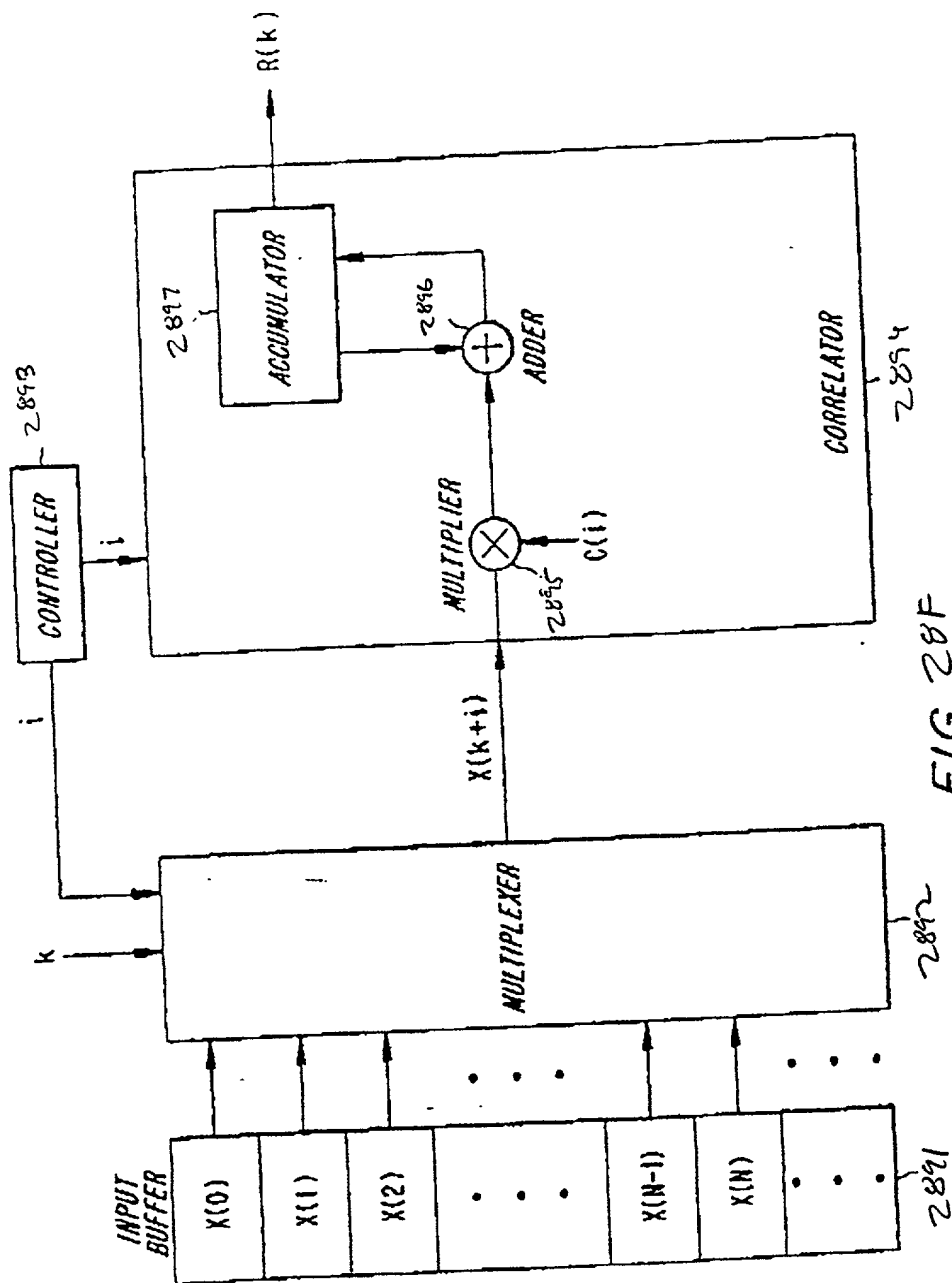 INPUT
BUFFER
X(0)
X(1)
X(2)
X(N-1)
X(N)
2891
k
i
MULTIPLEXER
2892
X(k+i)
CONTROLLER
2893
i
MULTIPLIER
2895
C(i)
ADDER
2896
ACCUMULATOR
2897
R(k)
CORRELATOR
2894
FIG 28F